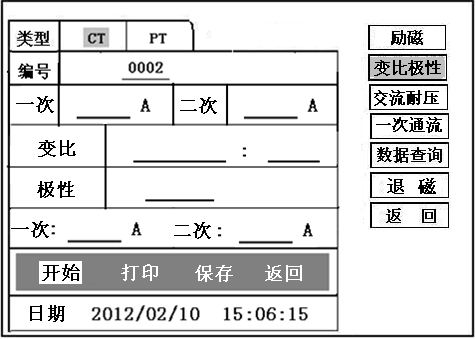 类型 CT PT
编号 0002
一次 A 二次 A
变比 :
极性
一次: A 二次: A
开始 打印 保存 返回
日期 2012/02/10 15:06:15
励磁
变比极性
交流耐压
一次通流
数据查询
退 磁
返 回